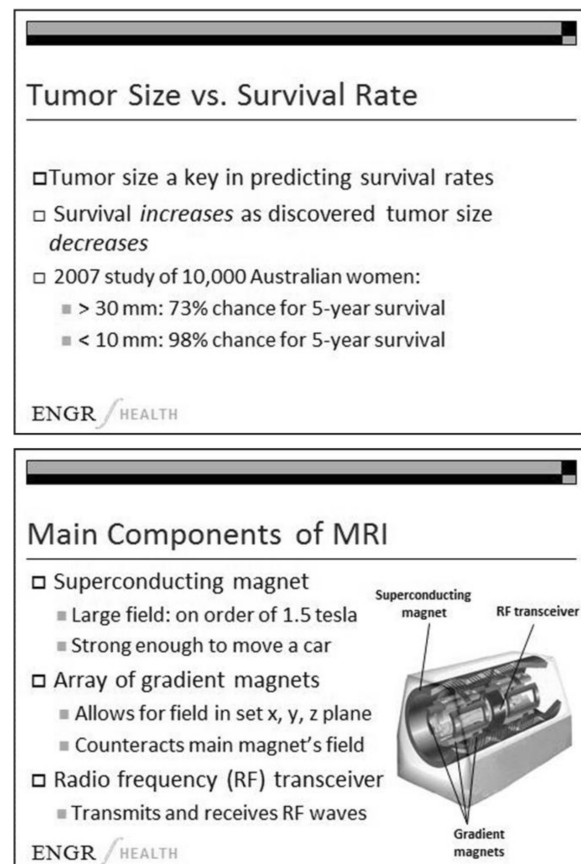 Tumor Size vs. Survival Rate
Tumor size a key in predicting survival rates
Survival increases as discovered tumor size
decreases
2007 study of 10,000 Australian women:
> 30 mm: 73% chance for 5-year survival
< 10 mm: 98% chance for 5-year survival
ENGR HEALTH
Main Components of MRI
Superconducting magnet
Large field: on order of 1.5 tesla
Strong enough to move a car
Array of gradient magnets
Allows for field in set x, y, z plane
Counteracts main magnet's field
Radio frequency (RF) transceiver
Transmits and receives RF waves
Superconducting
magnet
RF transceiver
Gradient
magnets
ENGR HEALTH